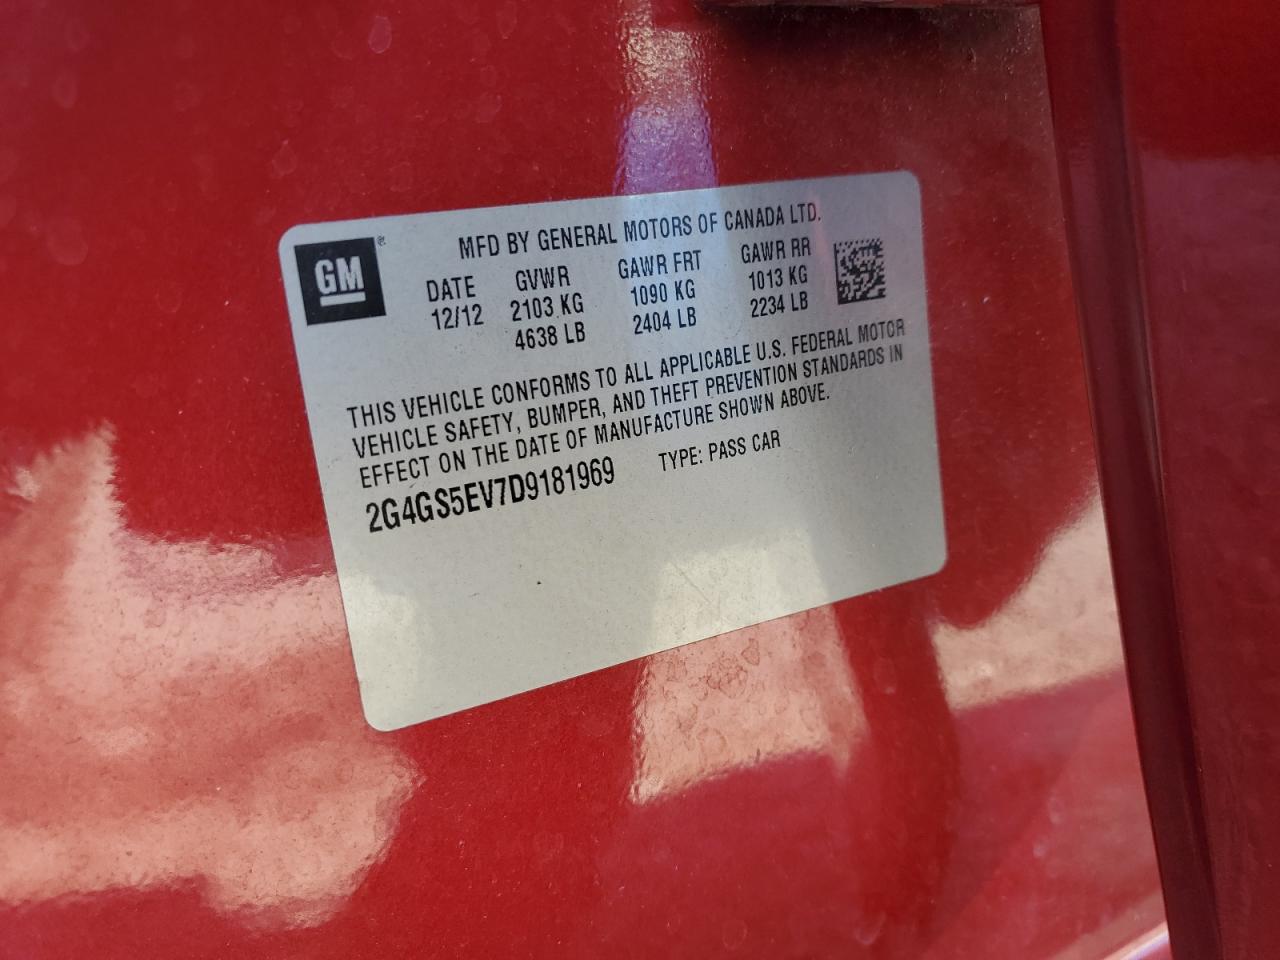 GM®
MFD BY GENERAL MOTORS OF CANADA LTD.
DATE GVWR GAWR FRT GAWR RR
12/12 2103 KG 1090 KG 1013 KG
4638 LB 2404 LB 2234 LB
THIS VEHICLE CONFORMS TO ALL APPLICABLE U.S. FEDERAL MOTOR
VEHICLE SAFETY, BUMPER, AND THEFT PREVENTION STANDARDS IN
EFFECT ON THE DATE OF MANUFACTURE SHOWN ABOVE.
2G4GS5EV7D9181969 TYPE: PASS CAR